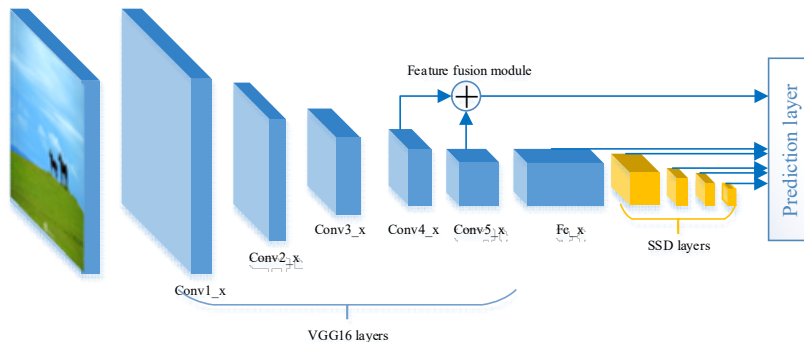 Feature fusion module
Prediction layer
Conv3_x
Conv4_x
Conv5_x
Fc_x
SSD layers
Conv2_x
Conv1_x
VGG16 layers